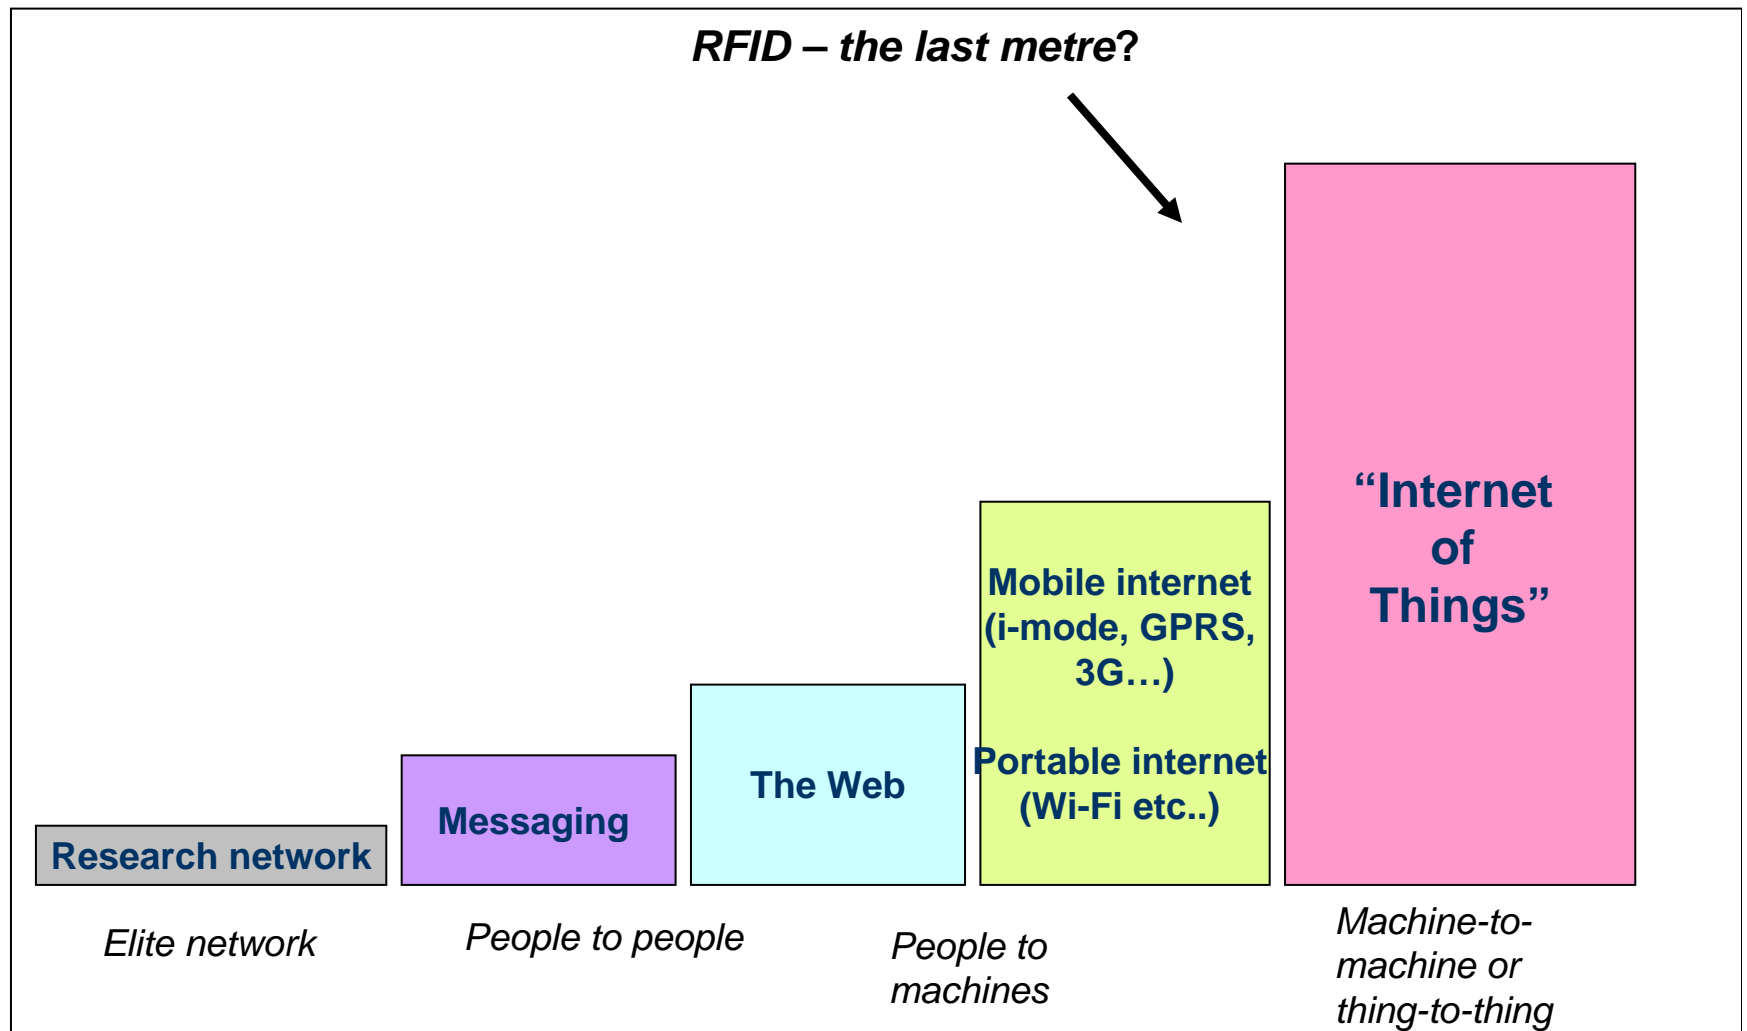 RFID – the last metre?
“Internet
of
Things”
Mobile internet
(i-mode, GPRS,
3G…)
Portable internet
(Wi-Fi etc..)
The Web
Messaging
Research network
Elite network
People to people
People to
machines
Machine-to-
machine or
thing-to-thing